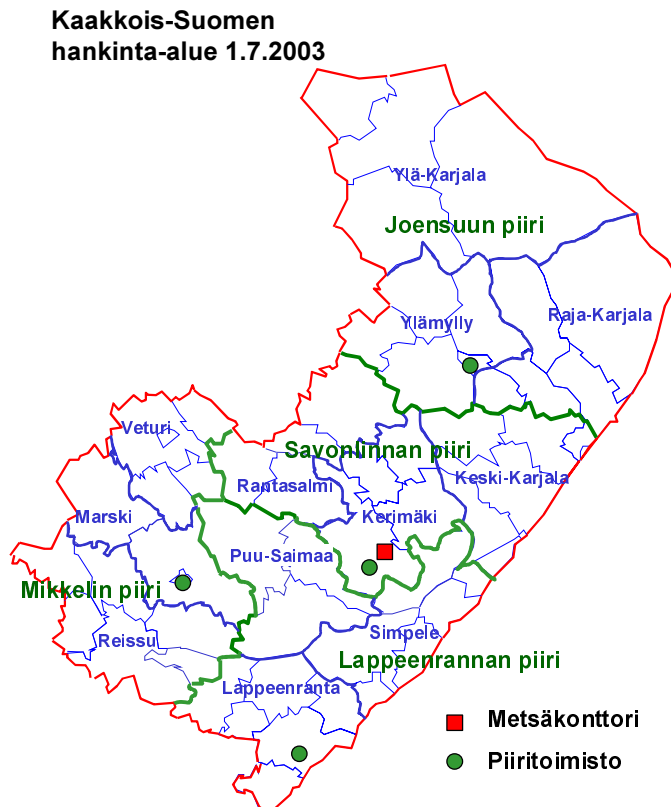 Kaakkois-Suomen
hankinta-alue 1.7.2003
Ylä-Karjala
Joensuun piiri
Raja-Karjala
Ylämylly
Veturi
Savonlinnan piiri
Keski-Karjala
Rantasalmi
Marski
Kerimäki
Puu-Saimaa
Mikkelin piiri
Simpele
Reissu
Lappeenrannan piiri
Lappeenranta
Metsäkonttori
Piiritoimisto